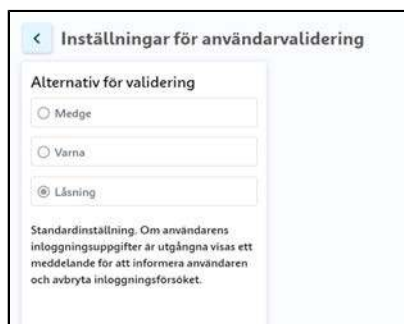 Inställningar för användarvalidering
Alternativ för validering
Medge
Varna
Låsning
Standardinställning. Om användarens
inloggningsuppgifter är utgångna visas ett
meddelande för att informera användaren
och avbryta inloggningsförsöket.